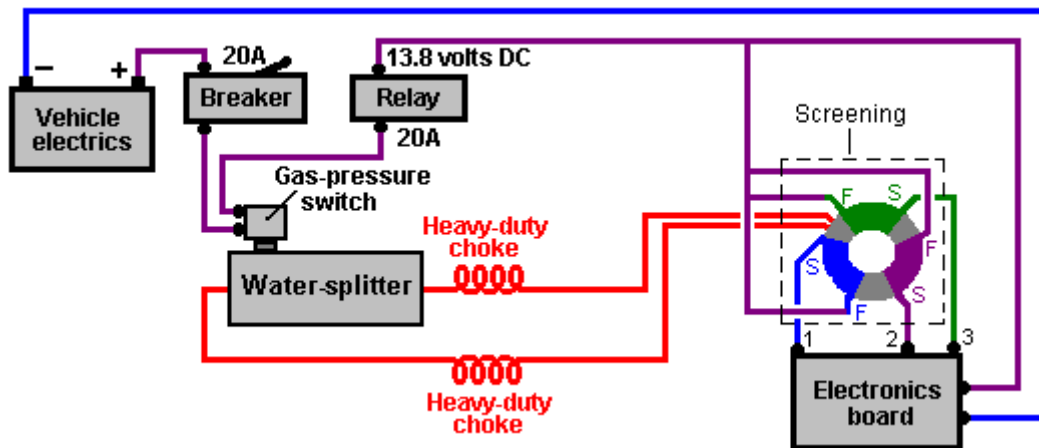 – +
Vehicle
electrics
20A
Breaker
13.8 volts DC
Relay
20A
Gas-pressure
switch
Water-splitter
Heavy-duty
choke
Heavy-duty
choke
Screening
F
S
F
S
F
S
1
2
3
Electronics
board